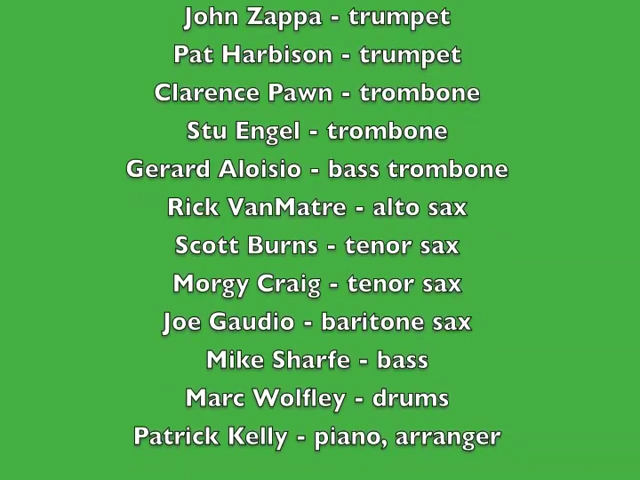 John Zappa - trumpet
Pat Harbison - trumpet
Clarence Pawn - trombone
Stu Engel - trombone
Gerard Aloisio - bass trombone
Rick VanMatre - alto sax
Scott Burns - tenor sax
Morgy Craig - tenor sax
Joe Gaudio - baritone sax
Mike Sharfe - bass
Marc Wolfley - drums
Patrick Kelly - piano, arranger